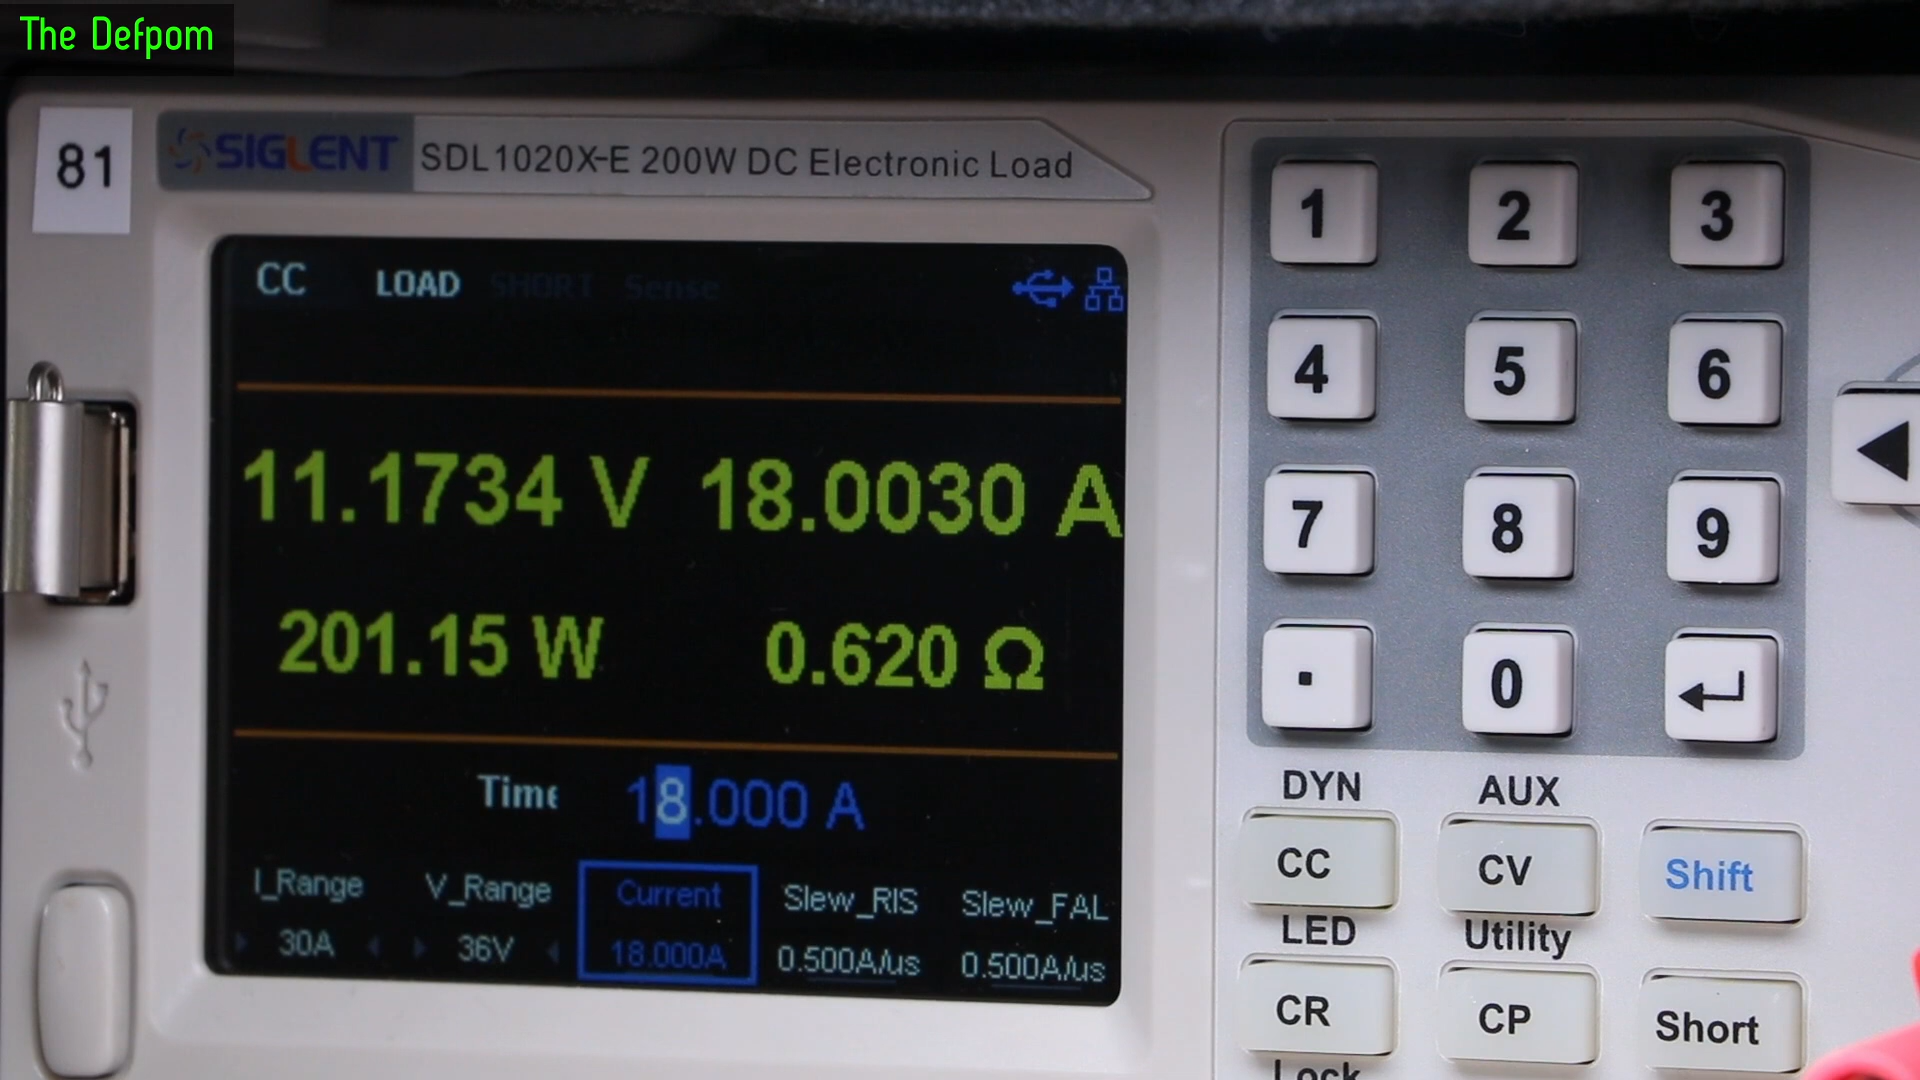 The Defpom
81
SIGLENT SDL1020X-E 200W DC Electronic Load
CC LOAD SHORT Sense
11.1734 V 18.0030 A
201.15 W 0.620 Ω
Time 18.000 A
I_Range V_Range Current Slew_RIS Slew_FAL
30A 36V 18.000A 0.500A/us 0.500A/us
1 2 3
4 5 6
7 8 9
. 0
DYN AUX
CC CV Shift
LED Utility
CR CP Short
Lock